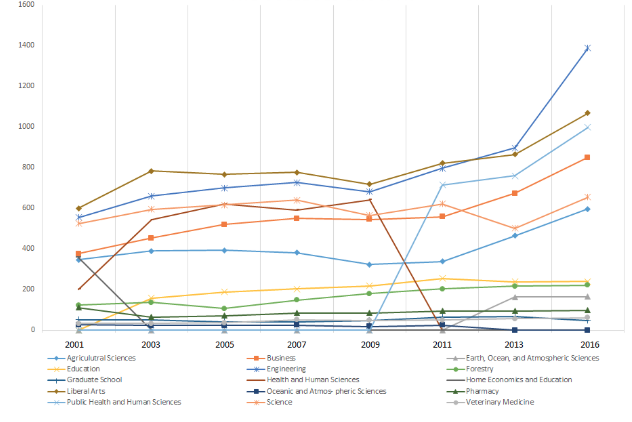 1600
1400
1200
1000
800
600
400
200
0
2001 2003 2005 2007 2009 2011 2013 2016
Agriculutral Sciences Business Earth, Ocean, and Atmospheric Sciences
Education Engineering Forestry
Graduate School Health and Human Sciences Home Economics and Education
Liberal Arts Oceanic and Atmos- pheric Sciences Pharmacy
Public Health and Human Sciences Science Veterinary Medicine